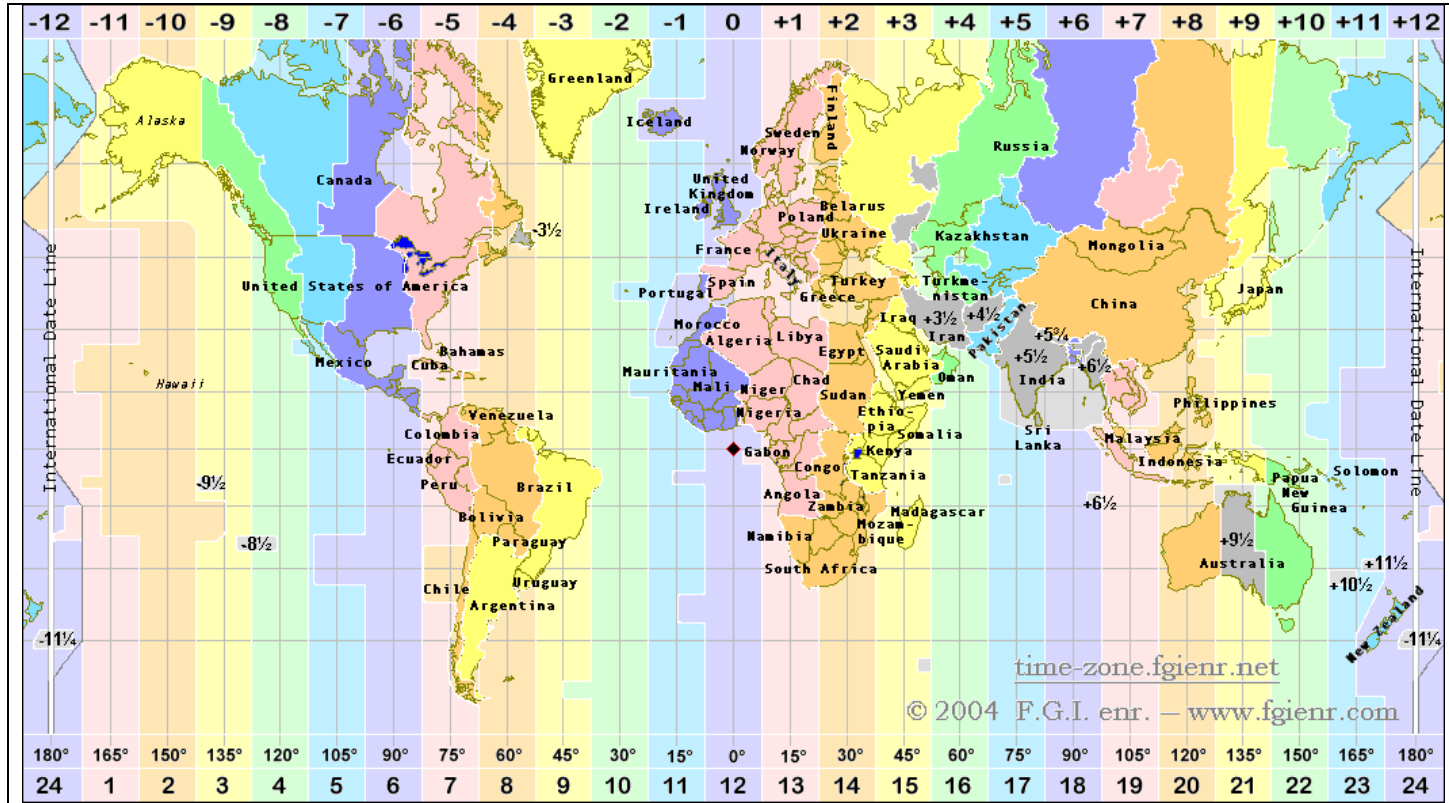 -12 -11 -10 -9 -8 -7 -6 -5 -4 -3 -2 -1 0 +1 +2 +3 +4 +5 +6 +7 +8 +9 +10 +11 +12
Greenland
Alaska
Iceland
Finland
Sweden
Norway
Russia
Canada
United
Kingdom
Ireland
Belarus
Poland
-3½
Ukraine
Kazakhstan
Mongolia
France
Italy
International Date Line
International Date Line
United States of America
Spain
Portugal
Turkey
Greece
Turkme-
nistan
Japan
China
Morocco
Algeria
Libya
Iraq
+3½
+4½
Iran
Pakistan
+5¾
Bahamas
Mexico
Cuba
Egypt
Saudi
Arabia
+5½
+6½
India
Hawaii
Mauritania
Mali
Niger
Chad
Oman
Sudan
Yemen
Philippines
Venezuela
Nigeria
Ethio-
pia
Colombia
Somalia
Sri
Lanka
Malaysia
Ecuador
Gabon
Kenya
Indonesia
Congo
Solomon
Peru
-9½
Brazil
Tanzania
Papua
New
Guinea
Angola
Zambia
+6½
Madagascar
Bolivia
Mozam-
bique
-8½
Paraguay
Namibia
+9½
Australia
Uruguay
South Africa
+11½
Chile
+10½
Argentina
New Zealand
-11¼
-11¼
time-zone.fgienr.net
© 2004 F.G.I. enr. – www.fgienr.com
180° 165° 150° 135° 120° 105° 90° 75° 60° 45° 30° 15° 0° 15° 30° 45° 60° 75° 90° 105° 120° 135° 150° 165° 180°
24 1 2 3 4 5 6 7 8 9 10 11 12 13 14 15 16 17 18 19 20 21 22 23 24